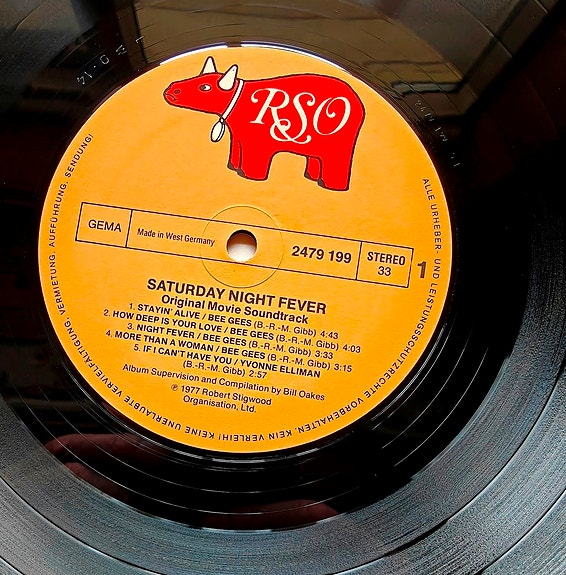 RSO
GEMA
Made in West Germany
2479 199
STEREO
33
1
SATURDAY NIGHT FEVER
Original Movie Soundtrack
1. STAYIN' ALIVE / BEE GEES (B.-R.-M. Gibb) 4:43
2. HOW DEEP IS YOUR LOVE / BEE GEES (B.-R.-M. Gibb) 4:03
3. NIGHT FEVER / BEE GEES (B.-R.-M. Gibb) 3:33
4. MORE THAN A WOMAN / BEE GEES (B.-R.-M. Gibb) 3:15
5. IF I CAN'T HAVE YOU / YVONNE ELLIMAN
(B.-R.-M. Gibb) 2:57
Album Supervision and Compilation by Bill Oakes
℗ 1977 Robert Stigwood
Organisation, Ltd.
ALLE URHEBER- UND LEISTUNGSSCHUTZRECHTE VORBEHALTEN. KEIN VERLEIH! KEINE UNERLAUBTE VERVIELFÄLTIGUNG, VERMIETUNG, AUFFÜHRUNG, SENDUNG!